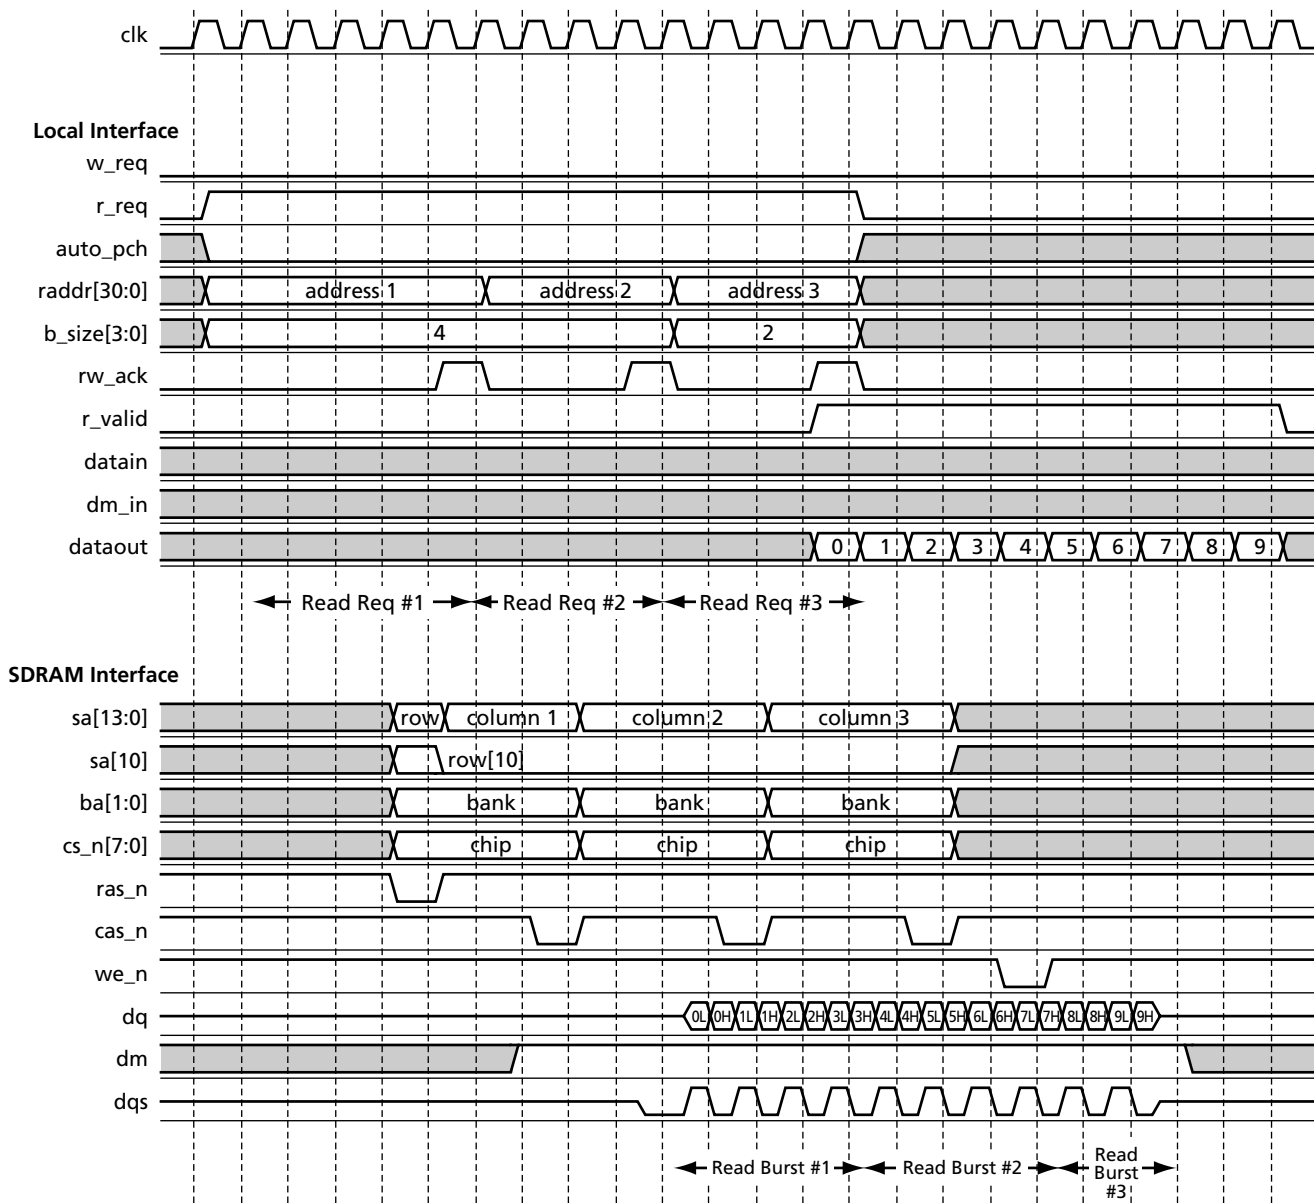 clk
Local Interface
w_req
r_req
auto_pch
raddr[30:0] address 1 address 2 address 3
b_size[3:0] 4 2
rw_ack
r_valid
datain
dm_in
dataout 0 1 2 3 4 5 6 7 8 9
Read Req #1 Read Req #2 Read Req #3
SDRAM Interface
sa[13:0] row column 1 column 2 column 3
sa[10] row[10]
ba[1:0] bank bank bank
cs_n[7:0] chip chip chip
ras_n
cas_n
we_n
dq 0L 0H 1L 1H 2L 2H 3L 3H 4L 4H 5L 5H 6L 6H 7L 7H 8L 8H 9L 9H
dm
dqs
Read Burst #1 Read Burst #2 Read
Burst
#3